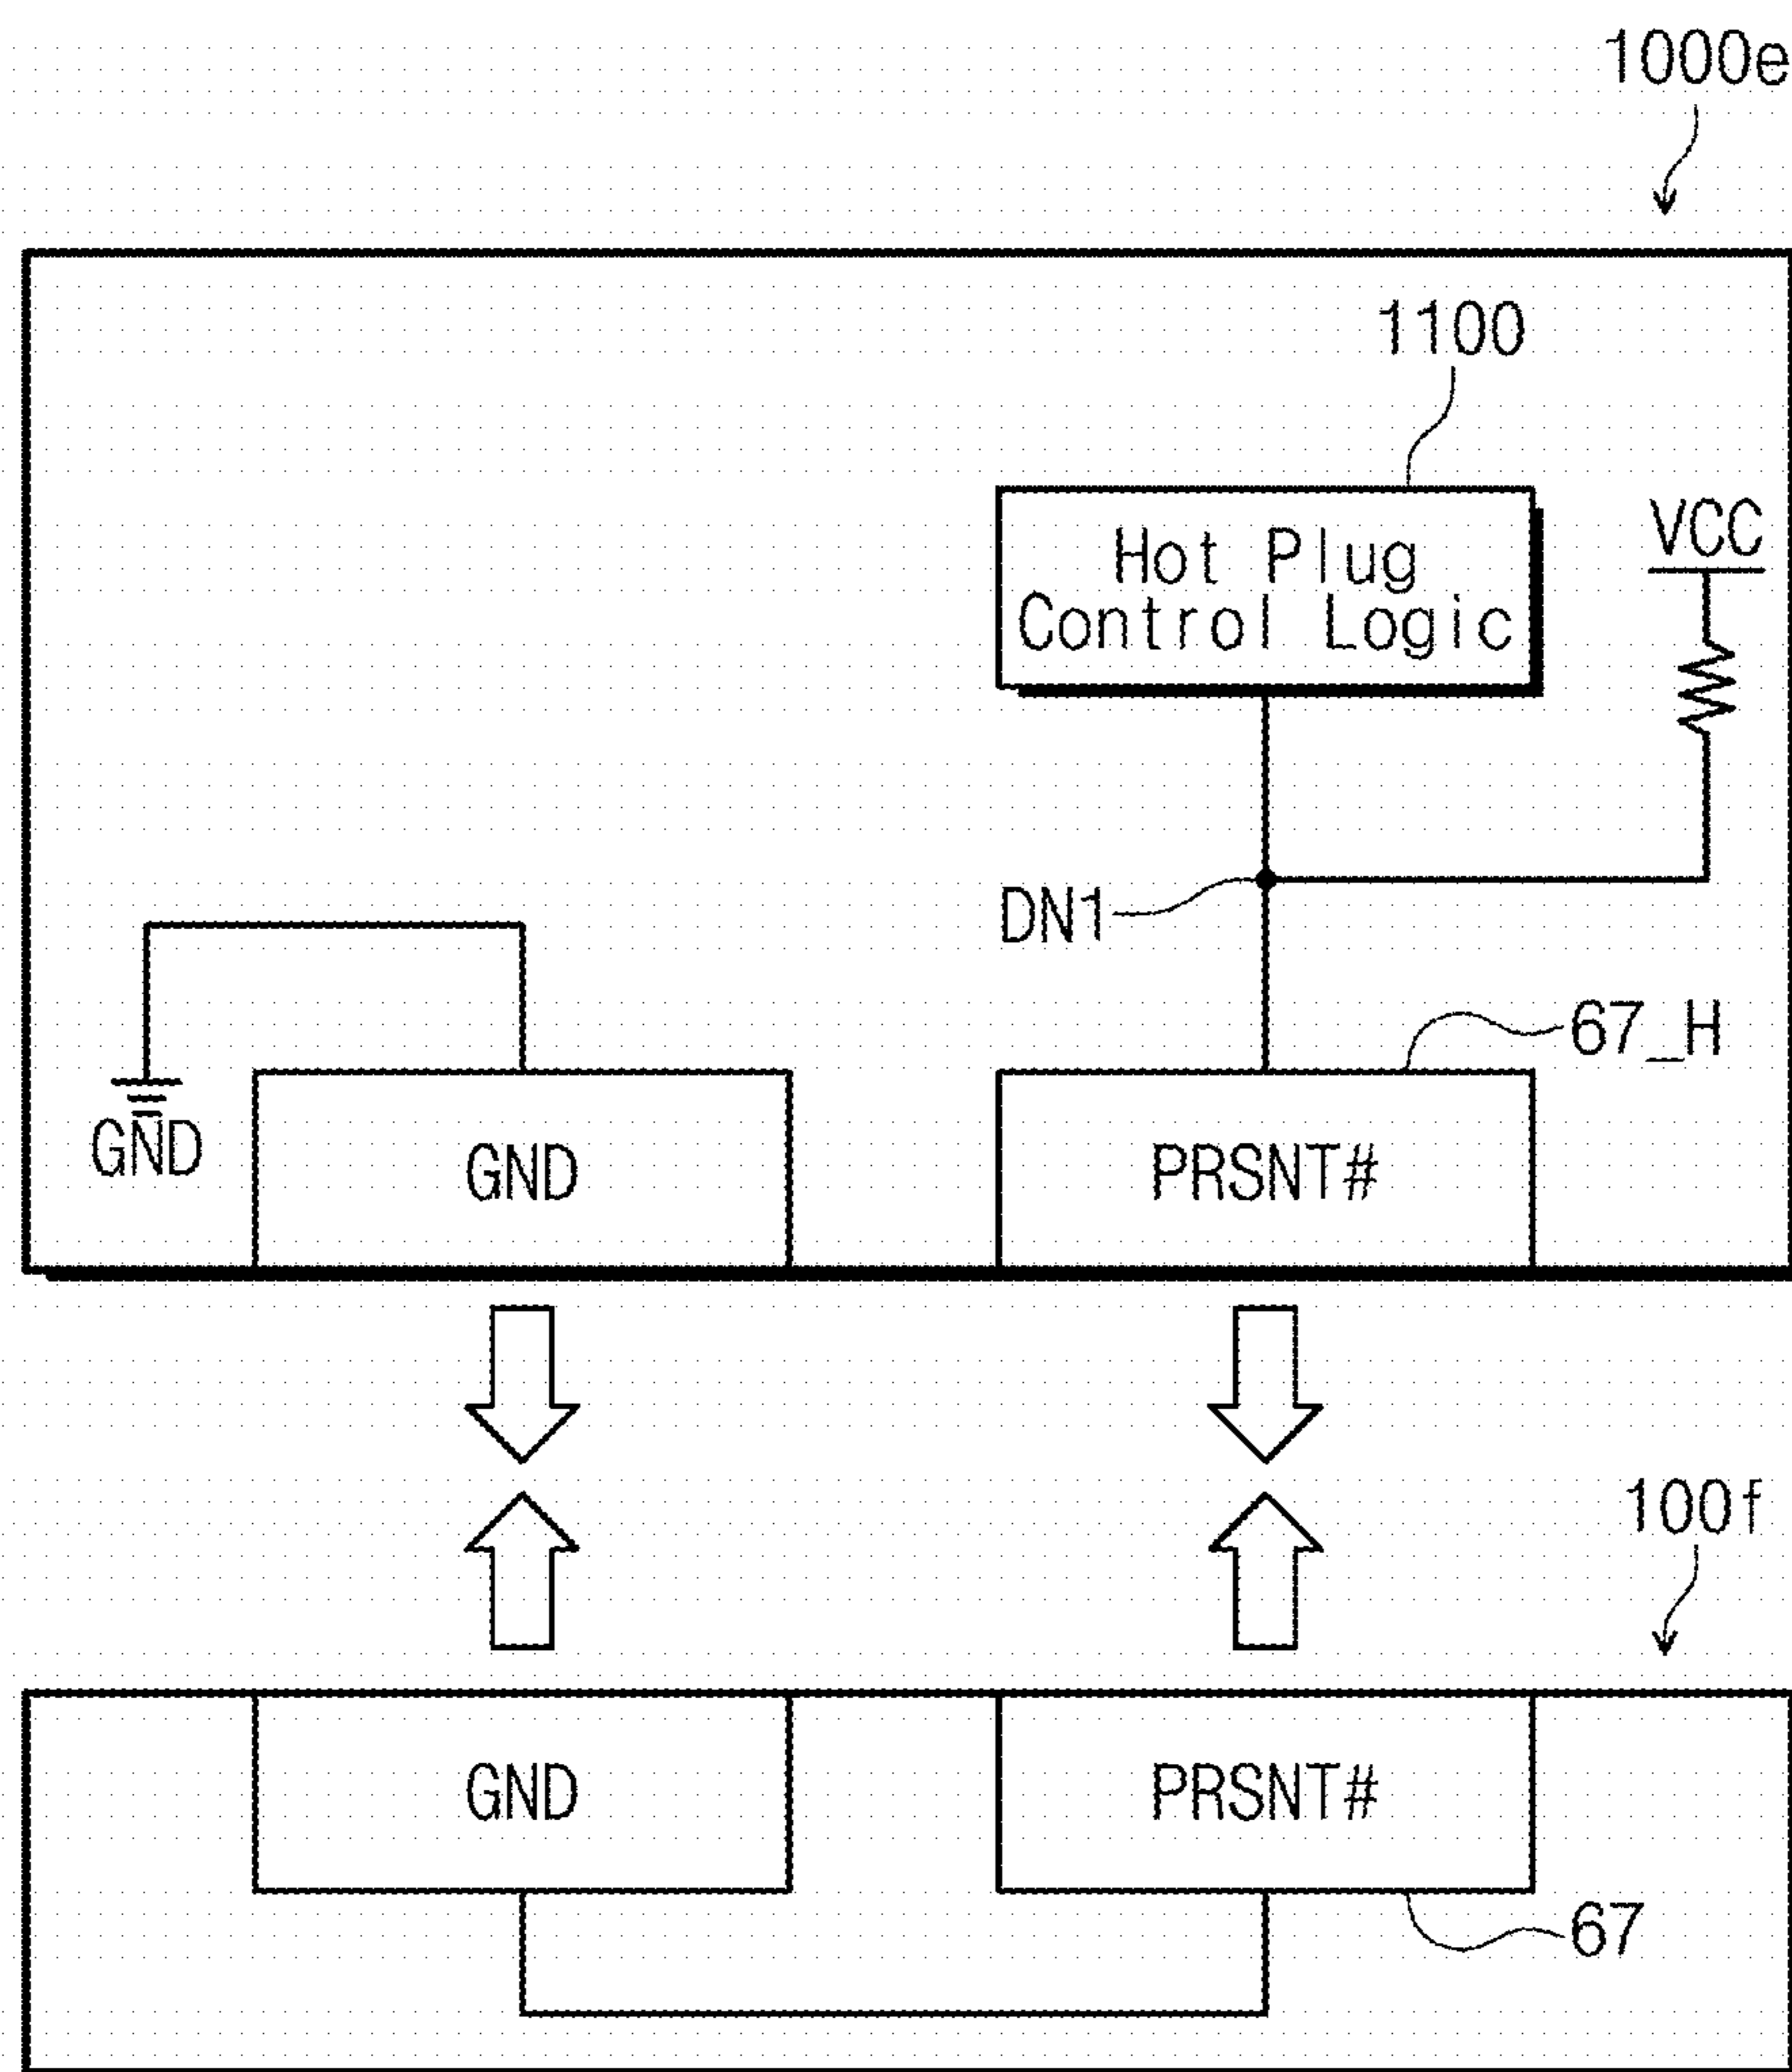 1000e
1100
Hot Plug
Control Logic
VCC
DN1
67_H
GND
GND
PRSNT#
100f
GND
PRSNT#
67